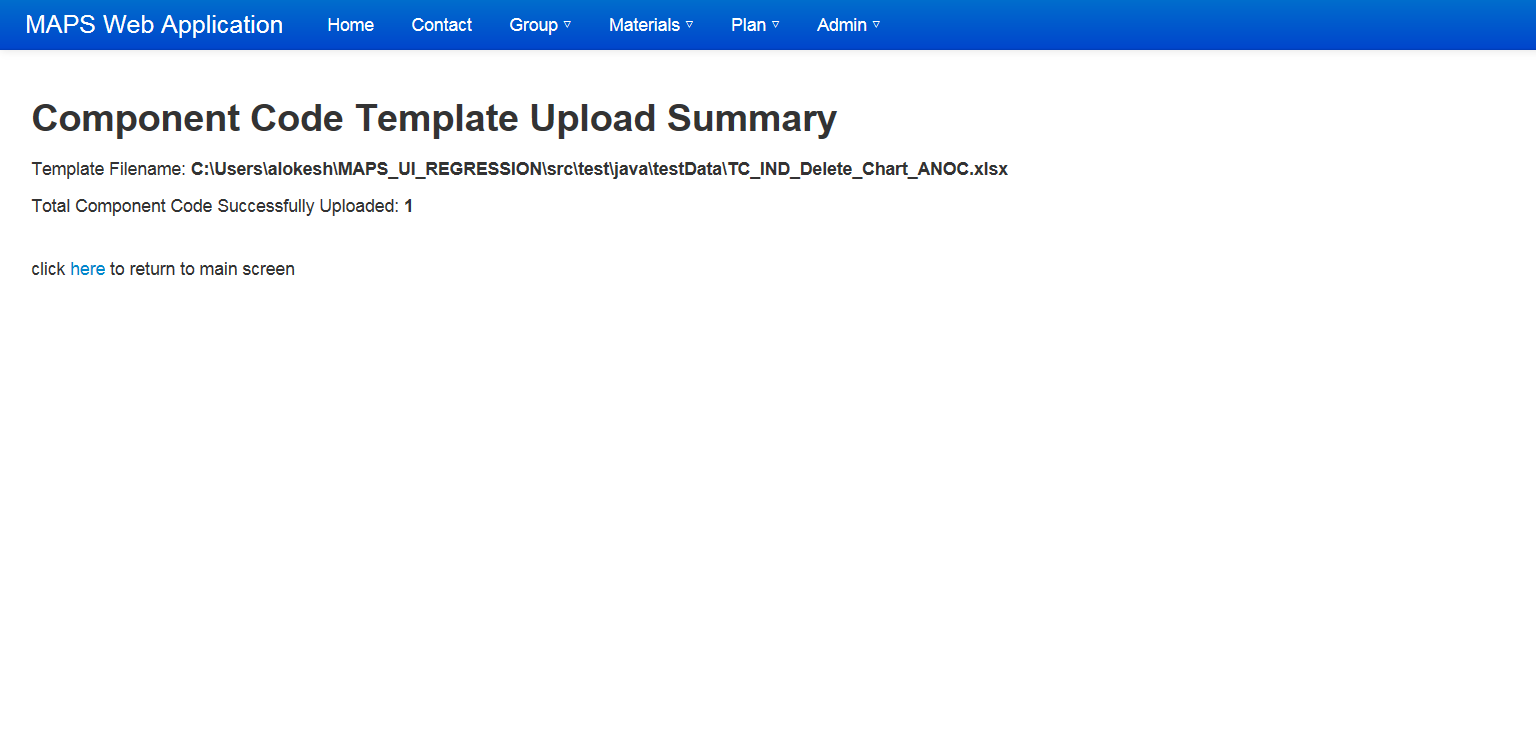 MAPS Web Application Home Contact Group ▿ Materials ▿ Plan ▿ Admin ▿
Component Code Template Upload Summary
Template Filename: C:\Users\alokesh\MAPS_UI_REGRESSION\src\test\java\testData\TC_IND_Delete_Chart_ANOC.xlsx
Total Component Code Successfully Uploaded: 1
click here to return to main screen